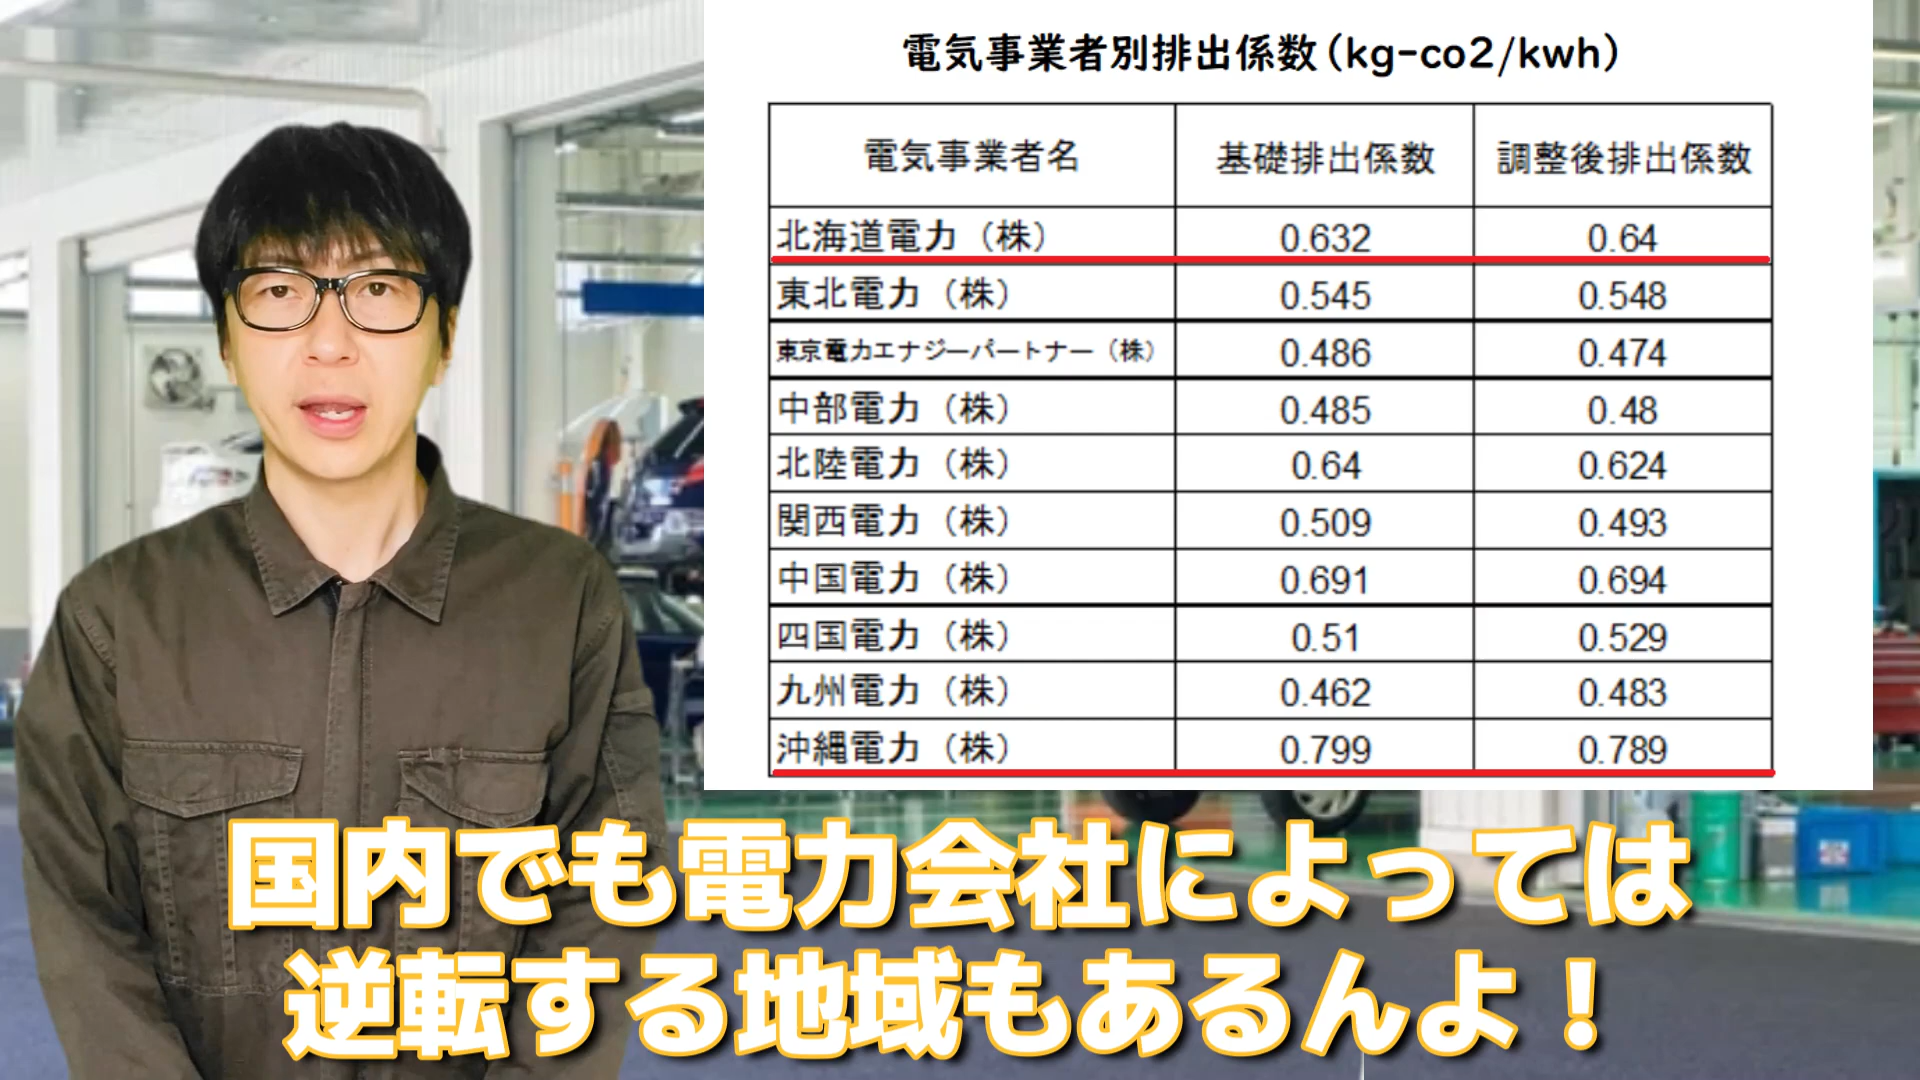 電気事業者別排出係数(kg-co2/kwh)
電気事業者名 基礎排出係数 調整後排出係数
北海道電力（株） 0.632 0.64
東北電力（株） 0.545 0.548
東京電力エナジーパートナー（株） 0.486 0.474
中部電力（株） 0.485 0.48
北陸電力（株） 0.64 0.624
関西電力（株） 0.509 0.493
中国電力（株） 0.691 0.694
四国電力（株） 0.51 0.529
九州電力（株） 0.462 0.483
沖縄電力（株） 0.799 0.789
国内でも電力会社によっては
逆転する地域もあるんよ！